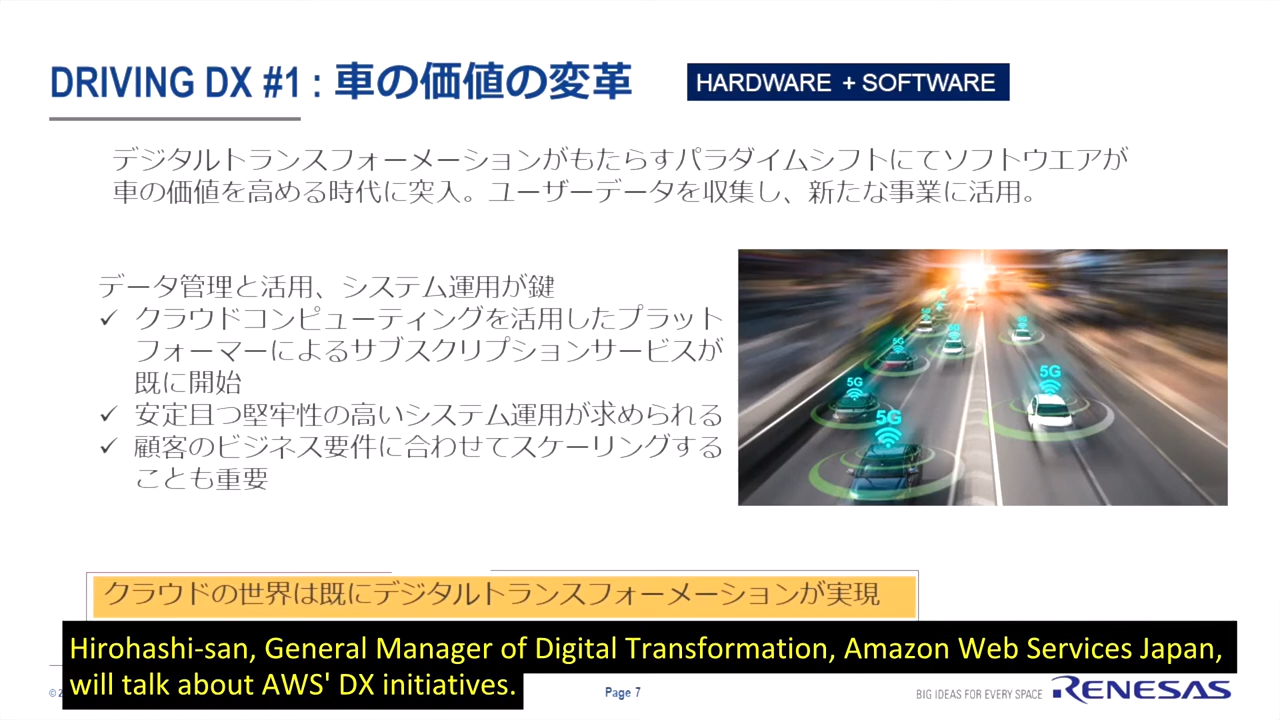 DRIVING DX #1 : 車の価値の変革
HARDWARE + SOFTWARE
デジタルトランスフォーメーションがもたらすパラダイムシフトにてソフトウエアが
車の価値を高める時代に突入。ユーザーデータを収集し、新たな事業に活用。
データ管理と活用、システム運用が鍵
✓ クラウドコンピューティングを活用したプラット
フォーマーによるサブスクリプションサービスが
既に開始
✓ 安定且つ堅牢性の高いシステム運用が求められる
✓ 顧客のビジネス要件に合わせてスケーリングする
ことも重要
5G
5G
5G
5G
5G
5G
クラウドの世界は既にデジタルトランスフォーメーションが実現
Hirohashi-san, General Manager of Digital Transformation, Amazon Web Services Japan,
will talk about AWS' DX initiatives.
Page 7
BIG IDEAS FOR EVERY SPACE RENESAS